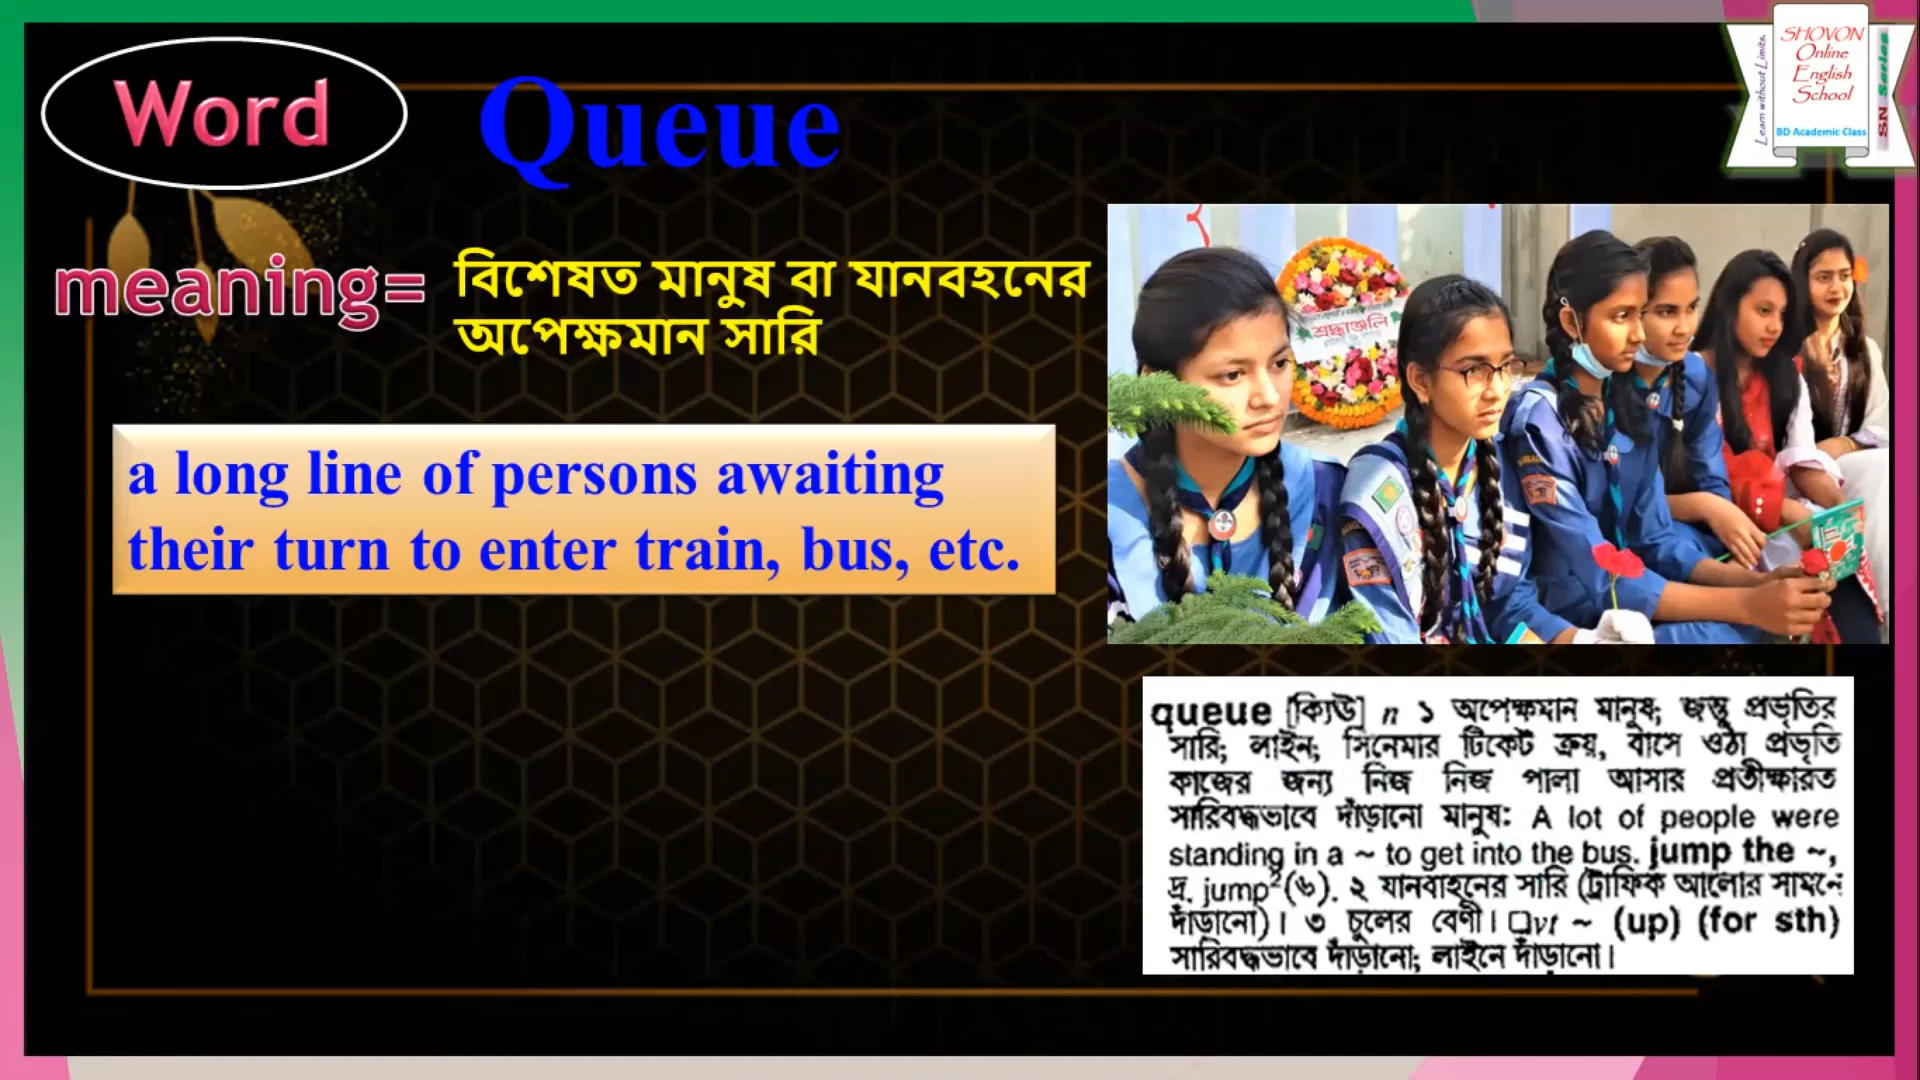 Word
Queue
SHOVON
Online
English
School
Learn without Limits.
SN Series
BD Academic Class
meaning=
বিশেষত মানুষ বা যানবহনের
অপেক্ষমান সারি
a long line of persons awaiting
their turn to enter train, bus, etc.
শ্রদ্ধাঞ্জলি
queue [কিউ] n ১ অপেক্ষমান মানুষ; জন্তু প্রভৃতির
সারি; লাইন; সিনেমার টিকেট ক্রয়, বাসে ওঠা প্রভৃতি
কাজের জন্য নিজ নিজ পালা আসার প্রতীক্ষারত
সারিবদ্ধভাবে দাঁড়ানো মানুষ: A lot of people were
standing in a ~ to get into the bus. jump the ~,
দ্র. jump²(৬). ২ যানবাহনের সারি (ট্রাফিক আলোর সামনে
দাঁড়ানো)। ৩ চুলের বেণী। □vt ~ (up) (for sth)
সারিবদ্ধভাবে দাঁড়ানো; লাইনে দাঁড়ানো।